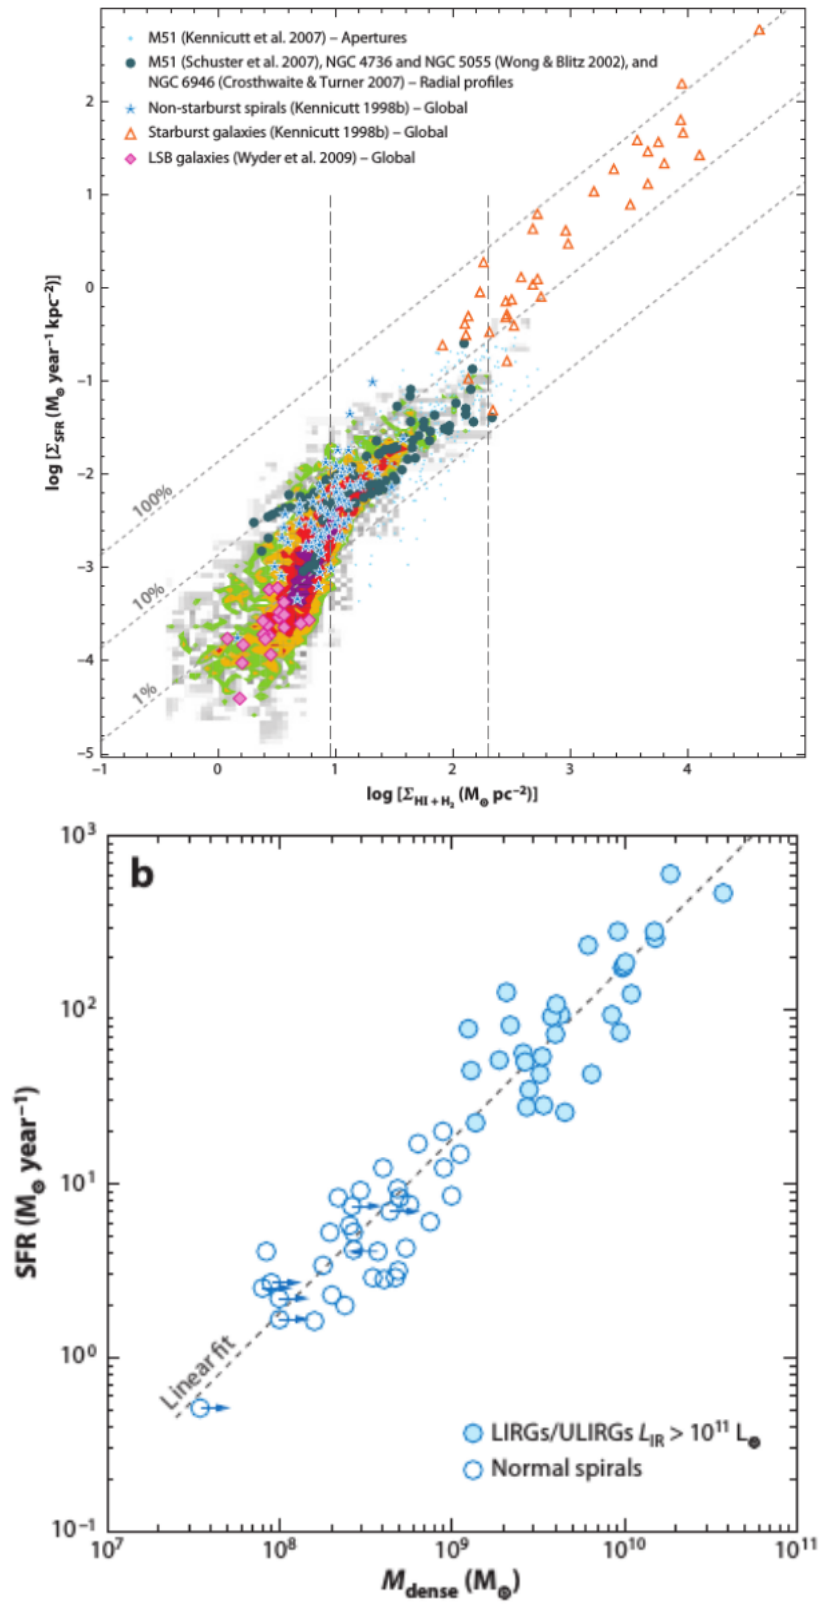 M51 (Kennicutt et al. 2007) – Apertures
M51 (Schuster et al. 2007), NGC 4736 and NGC 5055 (Wong & Blitz 2002), and
NGC 6946 (Crosthwaite & Turner 2007) – Radial profiles
Non-starburst spirals (Kennicutt 1998b) – Global
Starburst galaxies (Kennicutt 1998b) – Global
LSB galaxies (Wyder et al. 2009) – Global
2
1
0
−1
−2
−3
−4
−5
log [Σ_SFR (M_⊙ year⁻¹ kpc⁻²)]
100%
10%
1%
−1 0 1 2 3 4
log [Σ_HI + H₂ (M_⊙ pc⁻²)]
b
10³
10²
10¹
10⁰
10⁻¹
SFR (M_⊙ year⁻¹)
Linear fit
LIRGs/ULIRGs L_IR > 10¹¹ L_⊙
Normal spirals
10⁷ 10⁸ 10⁹ 10¹⁰ 10¹¹
M_dense (M_⊙)